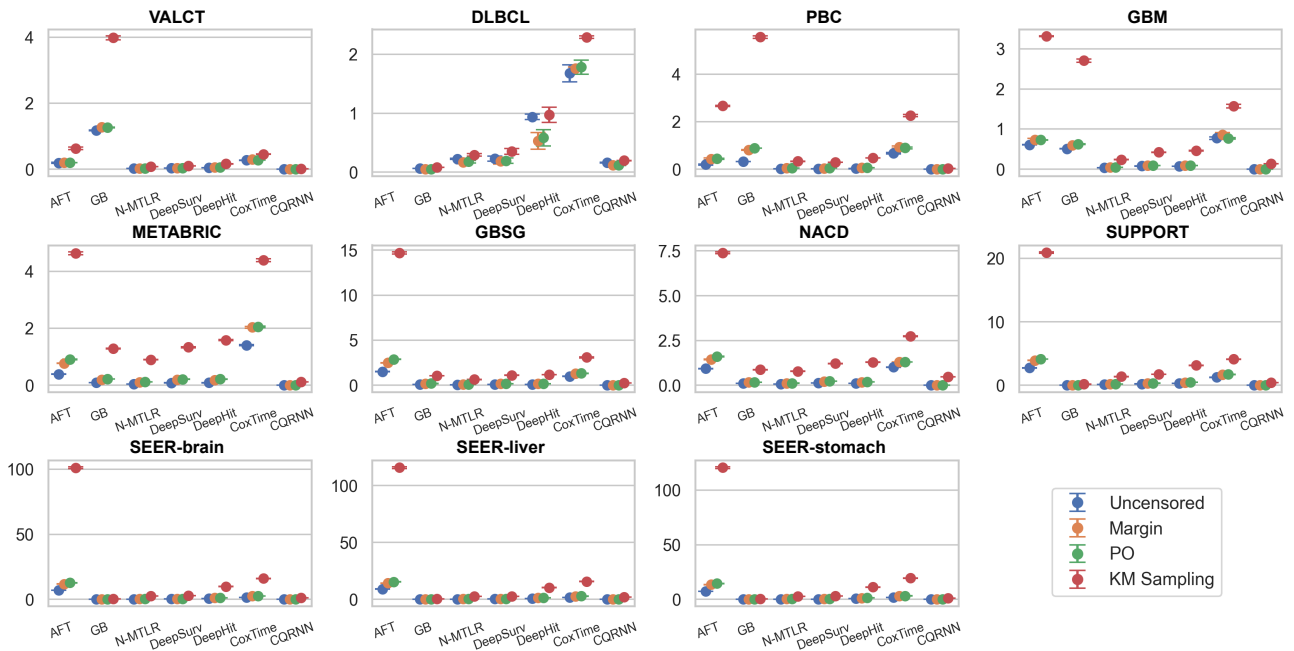 VALCT
DLBCL
PBC
GBM
4
2
0
2
1
0
4
2
0
3
2
1
0
AFT
GB
N-MTLR
DeepSurv
DeepHit
CoxTime
CQRNN
AFT
GB
N-MTLR
DeepSurv
DeepHit
CoxTime
CQRNN
AFT
GB
N-MTLR
DeepSurv
DeepHit
CoxTime
CQRNN
AFT
GB
N-MTLR
DeepSurv
DeepHit
CoxTime
CQRNN
METABRIC
GBSG
NACD
SUPPORT
4
2
0
15
10
5
0
7.5
5.0
2.5
0.0
20
10
0
AFT
GB
N-MTLR
DeepSurv
DeepHit
CoxTime
CQRNN
AFT
GB
N-MTLR
DeepSurv
DeepHit
CoxTime
CQRNN
AFT
GB
N-MTLR
DeepSurv
DeepHit
CoxTime
CQRNN
AFT
GB
N-MTLR
DeepSurv
DeepHit
CoxTime
CQRNN
SEER-brain
SEER-liver
SEER-stomach
100
50
0
100
50
0
100
50
0
AFT
GB
N-MTLR
DeepSurv
DeepHit
CoxTime
CQRNN
AFT
GB
N-MTLR
DeepSurv
DeepHit
CoxTime
CQRNN
AFT
GB
N-MTLR
DeepSurv
DeepHit
CoxTime
CQRNN
Uncensored
Margin
PO
KM Sampling